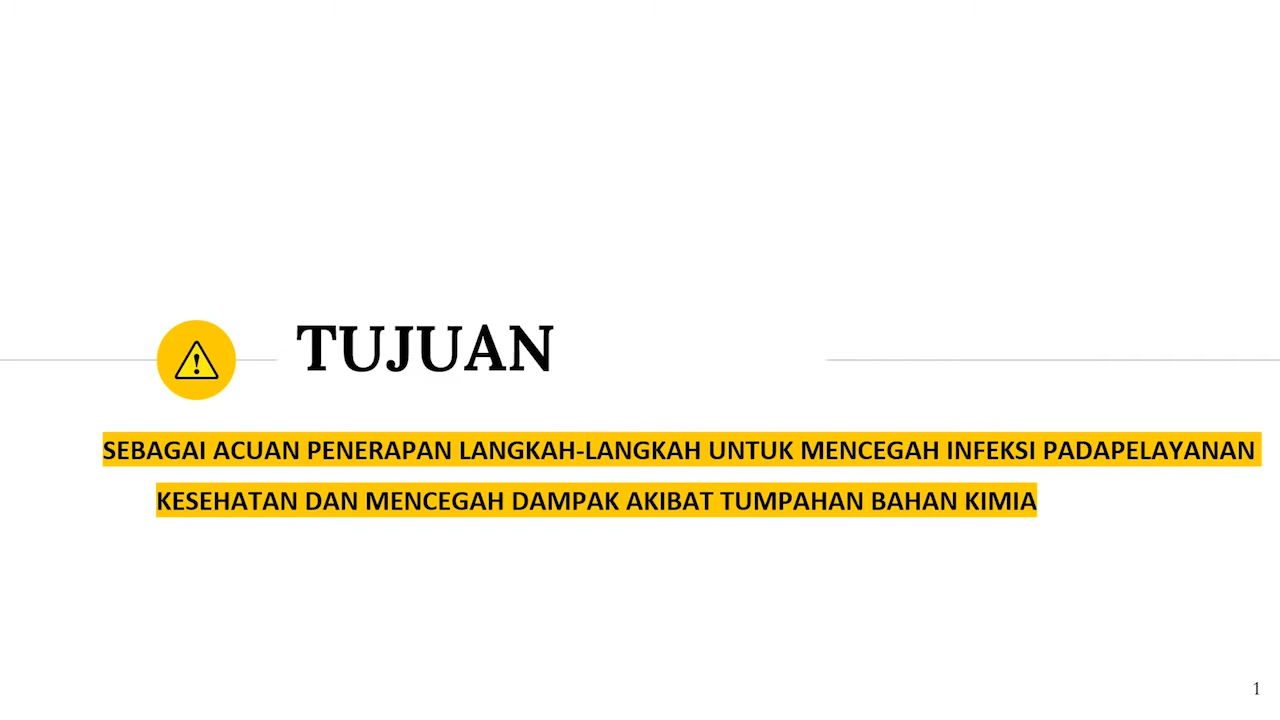 TUJUAN
SEBAGAI ACUAN PENERAPAN LANGKAH-LANGKAH UNTUK MENCEGAH INFEKSI PADAPELAYANAN
KESEHATAN DAN MENCEGAH DAMPAK AKIBAT TUMPAHAN BAHAN KIMIA
1